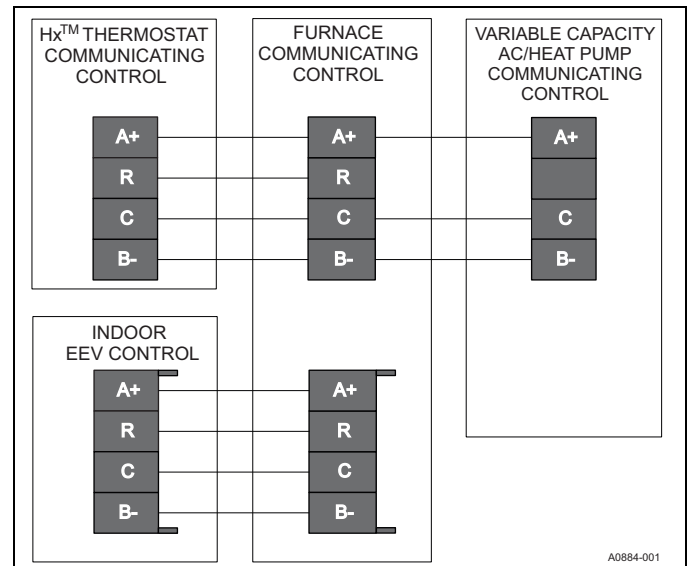 Hx™ THERMOSTAT
COMMUNICATING
CONTROL
A+
R
C
B-
FURNACE
COMMUNICATING
CONTROL
A+
R
C
B-
VARIABLE CAPACITY
AC/HEAT PUMP
COMMUNICATING
CONTROL
A+
C
B-
INDOOR
EEV CONTROL
A+
R
C
B-
A+
R
C
B-
A0884-001